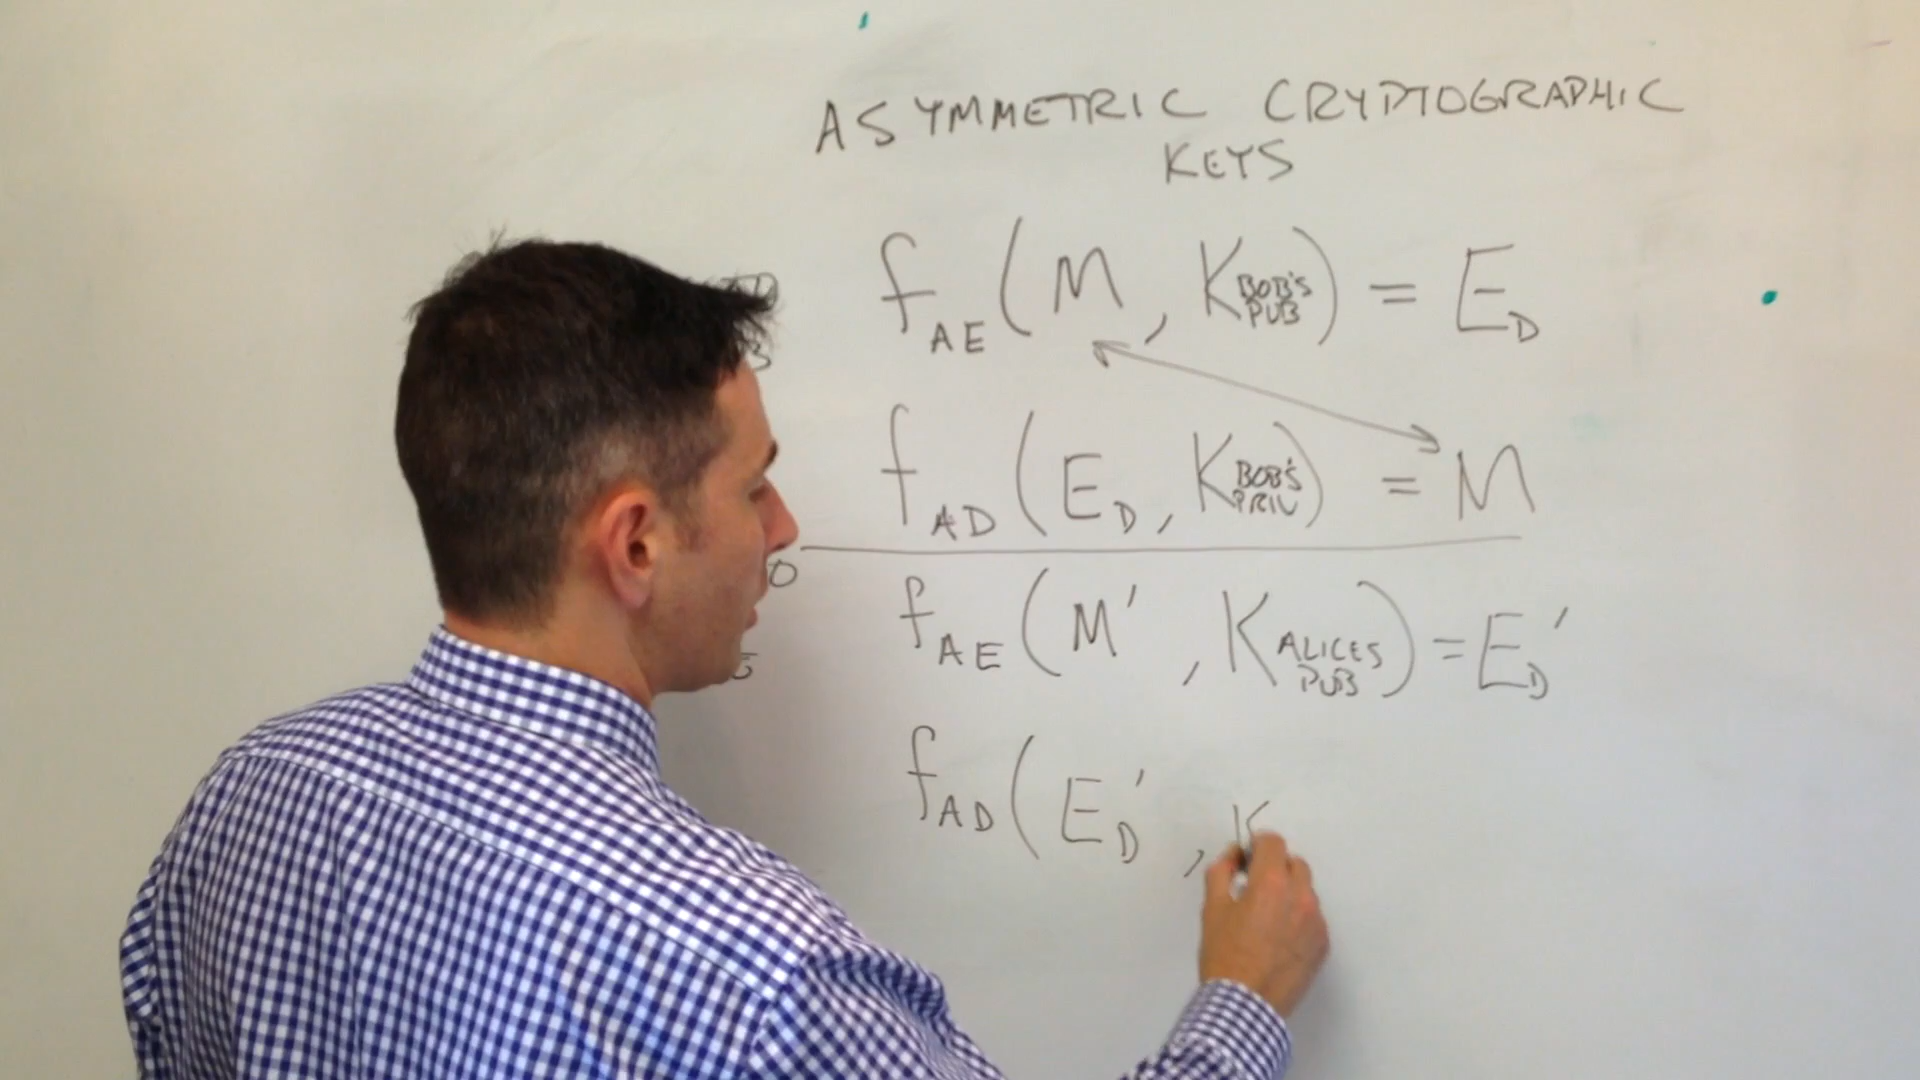 ASYMMETRIC CRYPTOGRAPHIC
KEYS
f AE (M, K BOB'S PUB) = E D
f AD (E D, K BOB'S PRIV) = M
f AE (M', K ALICES PUB) = E D'
f AD (E D', K